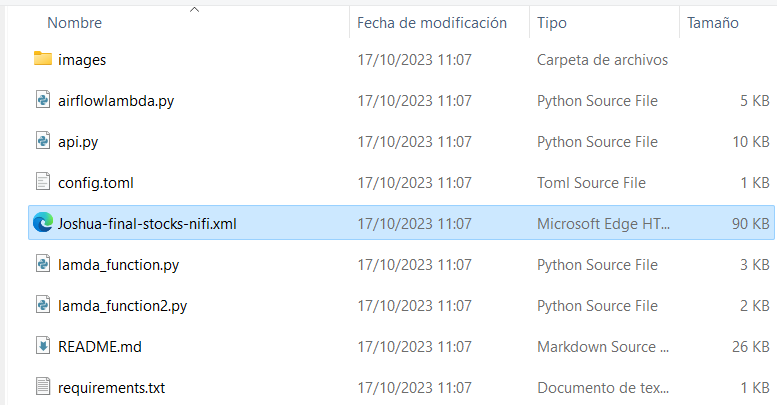 Nombre Fecha de modificación Tipo Tamaño
images 17/10/2023 11:07 Carpeta de archivos
airflowlambda.py 17/10/2023 11:07 Python Source File 5 KB
api.py 17/10/2023 11:07 Python Source File 10 KB
config.toml 17/10/2023 11:07 Toml Source File 1 KB
Joshua-final-stocks-nifi.xml 17/10/2023 11:07 Microsoft Edge HT... 90 KB
lamda_function.py 17/10/2023 11:07 Python Source File 3 KB
lamda_function2.py 17/10/2023 11:07 Python Source File 2 KB
README.md 17/10/2023 11:07 Markdown Source ... 26 KB
requirements.txt 17/10/2023 11:07 Documento de tex... 1 KB